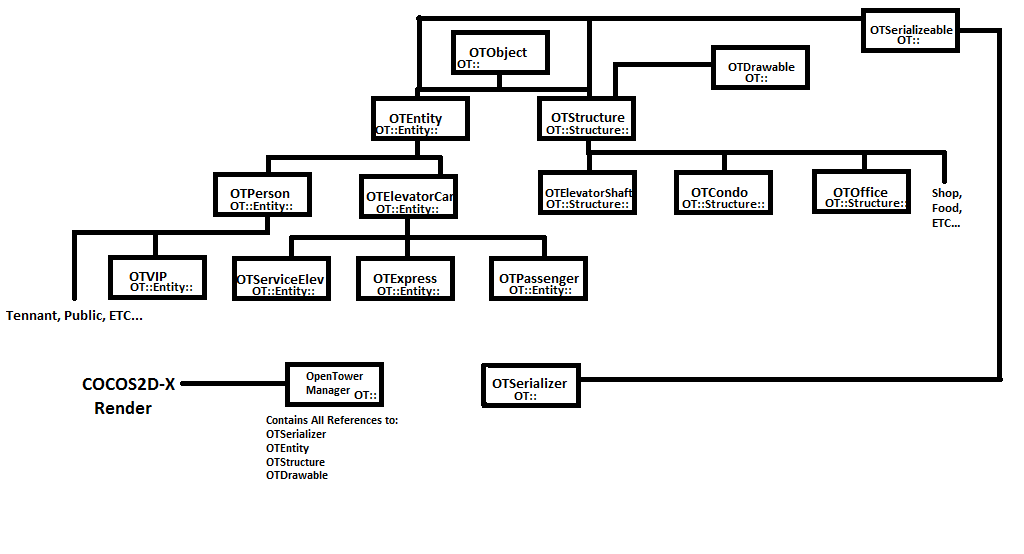 OTSerializeable
OT::
OTObject
OT::
OTDrawable
OT::
OTEntity
OT::Entity::
OTStructure
OT::Structure::
OTPerson
OT::Entity::
OTElevatorCar
OT::Entity::
OTElevatorShaft
OT::Structure::
OTCondo
OT::Structure::
OTOffice
OT::Structure::
Shop,
Food,
ETC...
OTVIP
OT::Entity::
OTServiceElev
OT::Entity::
OTExpress
OT::Entity::
OTPassenger
OT::Entity::
Tennant, Public, ETC...
COCOS2D-X
Render
OpenTower
Manager
OT::
OTSerializer
OT::
Contains All References to:
OTSerializer
OTEntity
OTStructure
OTDrawable